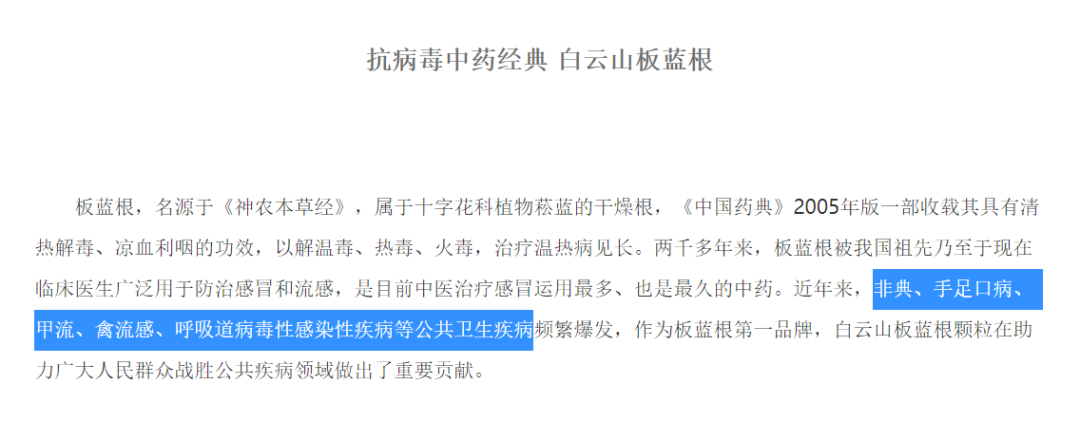 抗病毒中药经典 白云山板蓝根
板蓝根，名源于《神农本草经》，属于十字花科植物菘蓝的干燥根，《中国药典》2005年版一部收载其具有清
热解毒、凉血利咽的功效，以解温毒、热毒、火毒，治疗温热病见长。两千多年来，板蓝根被我国祖先乃至于现在
临床医生广泛用于防治感冒和流感，是目前中医治疗感冒运用最多、也是最久的中药。近年来，非典、手足口病、
甲流、禽流感、呼吸道病毒性感染性疾病等公共卫生疾病频繁爆发，作为板蓝根第一品牌，白云山板蓝根颗粒在助
力广大人民群众战胜公共疾病领域做出了重要贡献。